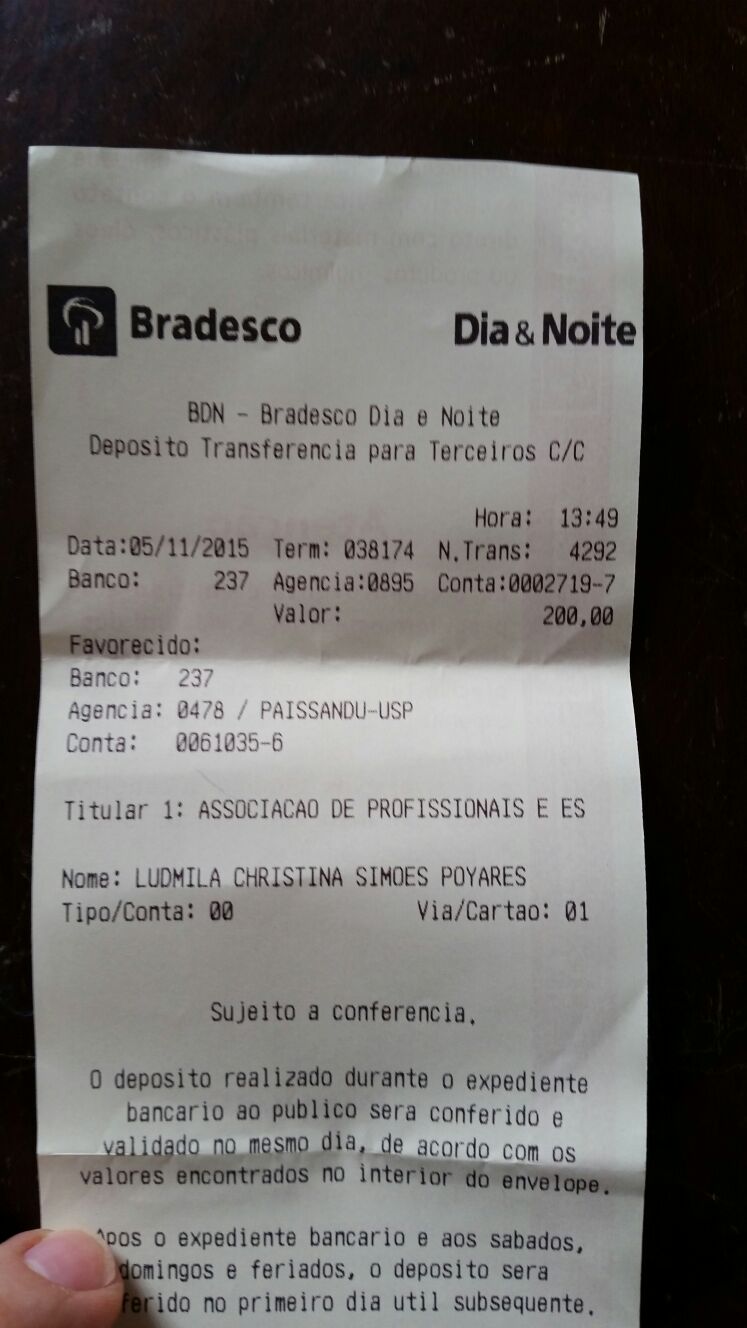 Bradesco Dia & Noite
BDN - Bradesco Dia e Noite
Deposito Transferencia para Terceiros C/C
Hora: 13:49
Data:05/11/2015 Term: 038174 N.Trans: 4292
Banco: 237 Agencia:0895 Conta:0002719-7
Valor: 200,00
Favorecido:
Banco: 237
Agencia: 0478 / PAISSANDU-USP
Conta: 0061035-6
Titular 1: ASSOCIACAO DE PROFISSIONAIS E ES
Nome: LUDMILA CHRISTINA SIMOES POYARES
Tipo/Conta: 00 Via/Cartao: 01
Sujeito a conferencia.
O deposito realizado durante o expediente
bancario ao publico sera conferido e
validado no mesmo dia, de acordo com os
valores encontrados no interior do envelope.
Apos o expediente bancario e aos sabados,
domingos e feriados, o deposito sera
ferido no primeiro dia util subsequente.